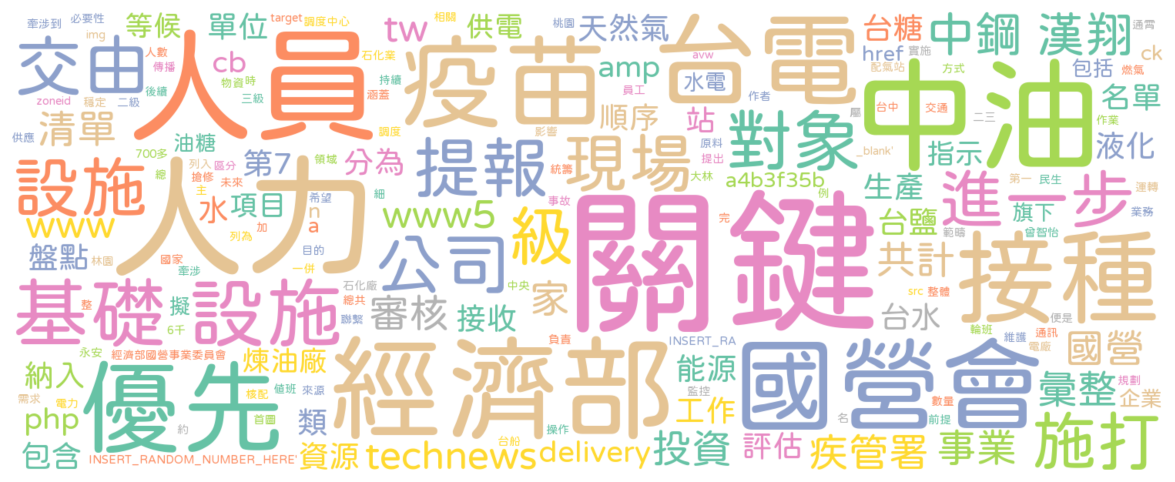 牽涉到 必要性 target 調度中心 相關
img 石化業
等候 單位 tw 供電 桃園 天然氣 台電 台糖 中鋼 漢翔 通霄
交由 人員 疫苗 avw href 實施 ck
人數 傳播 cb amp 水電 配氣站 方式 包括 燃氣
zoneid 穩定 二級 後續 物資 時 三級 持續 涵蓋 員工 作者 中油 名單
供應 清單 油糖 調度 影響 順序 站 對象 屬 台中 交通 二三 作業
700多 總 列入 區分 第7 領域 分為 提報 統籌 現場 原料 提出 _blank' 指示 液化
設施 搶修 未來 主 人力 細 事故 大林 a4b3f35b 例 生產 第一 民生 運轉
www 水 項目 希望 na www5 關鍵 完 台鹽 進一步 旗下 業務
加 列為 目的 級 範疇 曾智怡
盤點 林園 國家 牽涉 一併 公司 中央 家 共計 接種
基礎設施 整 擬 石化廠 總共 審核 接收 src 整體
6千 聯繫 台水 便是
永安 經濟部國營事業委員會 負責 INSERT_RA 輪班 維護 通訊 國營
納入 優先 煉油廠 經濟部 能源 國營會 電廠
需求 電力 核配 值班 來源 監控 數量 彙整 規劃 企業
php 約 首圖 類 工作 名 前提
包含 INSERT_RANDOM_NUMBER_HERE' 資源 technews 操作 台船 delivery 投資 評估 疾管署 事業 施打